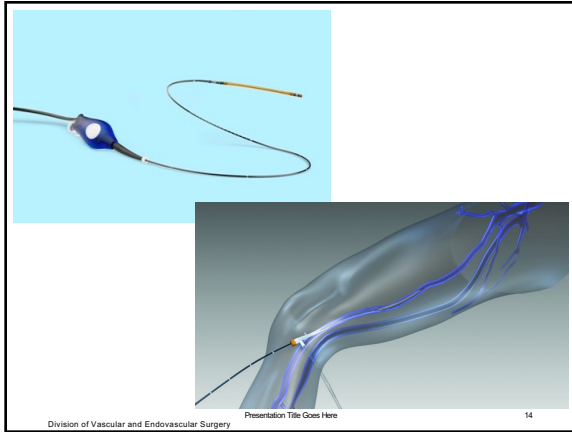 Presentation Title Goes Here
14
Division of Vascular and Endovascular Surgery